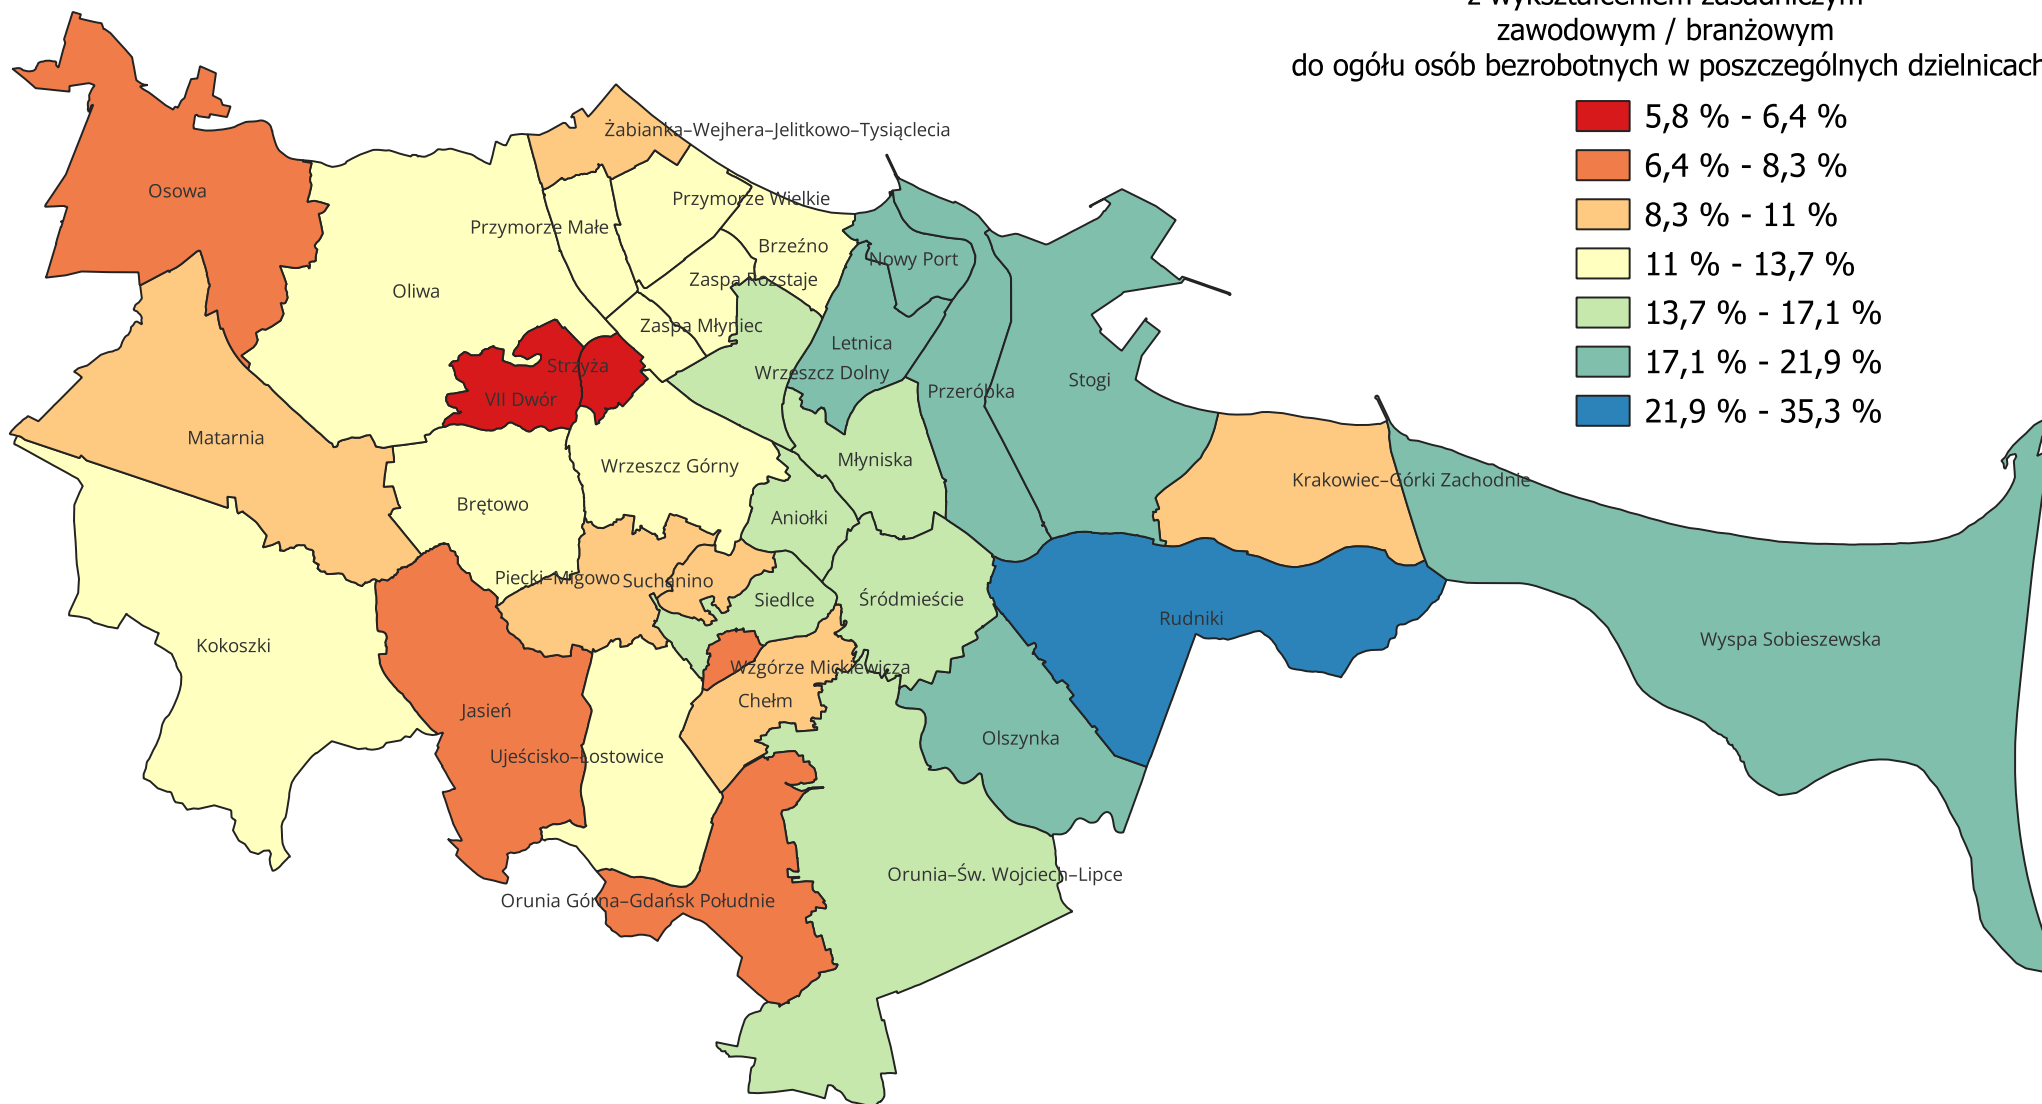 z wykształceniem zasadniczym
zawodowym / branżowym
do ogółu osób bezrobotnych w poszczególnych dzielnicach
5,8 % - 6,4 %
6,4 % - 8,3 %
8,3 % - 11 %
11 % - 13,7 %
13,7 % - 17,1 %
17,1 % - 21,9 %
21,9 % - 35,3 %
Żabianka–Wejhera–Jelitkowo–Tysiąclecia
Osowa
Przymorze Wielkie
Przymorze Małe
Brzeźno
Nowy Port
Zaspa Rozstaje
Oliwa
Zaspa Młyniec
Letnica
Strzyża
Wrzeszcz Dolny
Stogi
Przeróbka
VII Dwór
Matarnia
Młyniska
Wrzeszcz Górny
Krakowiec–Górki Zachodnie
Brętowo
Aniołki
Piecki–Migowo
Suchanino
Siedlce
Śródmieście
Rudniki
Wyspa Sobieszewska
Kokoszki
Wzgórze Mickiewicza
Chełm
Jasień
Olszynka
Ujeścisko–Łostowice
Orunia–Św. Wojciech–Lipce
Orunia Górna–Gdańsk Południe